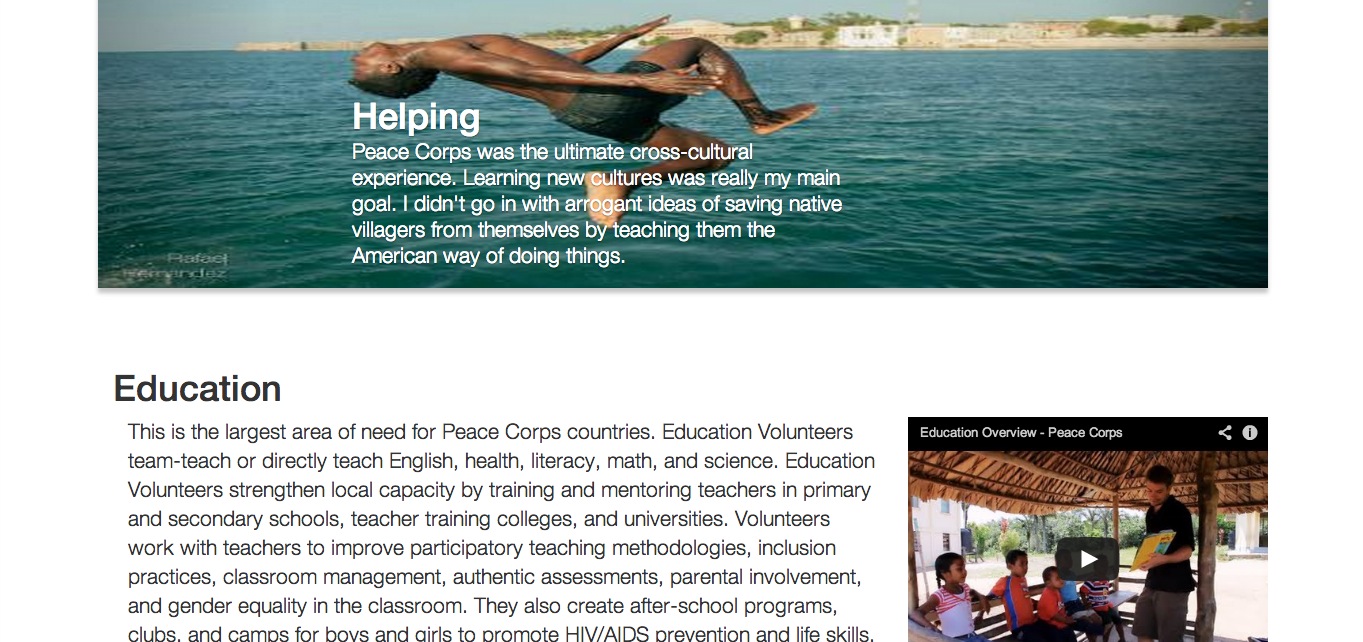 Helping
Peace Corps was the ultimate cross-cultural
experience. Learning new cultures was really my main
goal. I didn't go in with arrogant ideas of saving native
villagers from themselves by teaching them the
American way of doing things.
Rafael
Hernandez
Education
This is the largest area of need for Peace Corps countries. Education Volunteers
team-teach or directly teach English, health, literacy, math, and science. Education
Volunteers strengthen local capacity by training and mentoring teachers in primary
and secondary schools, teacher training colleges, and universities. Volunteers
work with teachers to improve participatory teaching methodologies, inclusion
practices, classroom management, authentic assessments, parental involvement,
and gender equality in the classroom. They also create after-school programs,
clubs, and camps for boys and girls to promote HIV/AIDS prevention and life skills.
Education Overview - Peace Corps